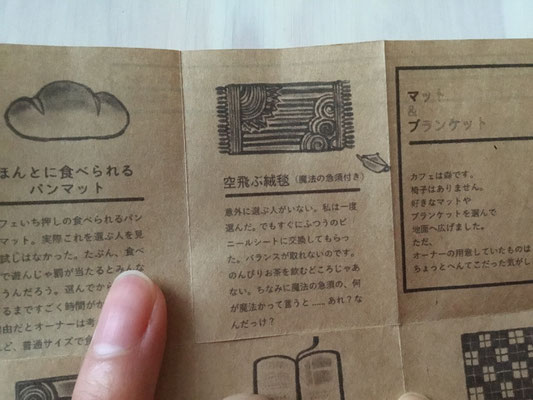 ほんとに食べられる
パンマット
フェいち押しの食べられるパン
マット。実際これを選ぶ人を見
試しはなかった。たぶん、食べ
で遊んじゃ罰が当たるとみんな
うんだろう。選んでから
るまですごく時間がか
由だとオーナーは考
ど、普通サイズで食
空飛ぶ絨毯(魔法の急須付き)
意外に選ぶ人がいない。私は一度
選んだ。でもすぐにふつうのビ
ニールシートに交換してもらっ
た。バランスが取れないのです。
のんびりお茶を飲むどころじゃあ
ない。ちなみに魔法の急須の、何
が魔法かって言うと……、あれ？な
んだっけ？
マット
&
ブランケット
カフェは森です。
椅子はありません。
好きなマットや
ブランケットを選んで
地面へ広げました。
ただ、
オーナーの用意していたものは
ちょっとへんてこだった気がし